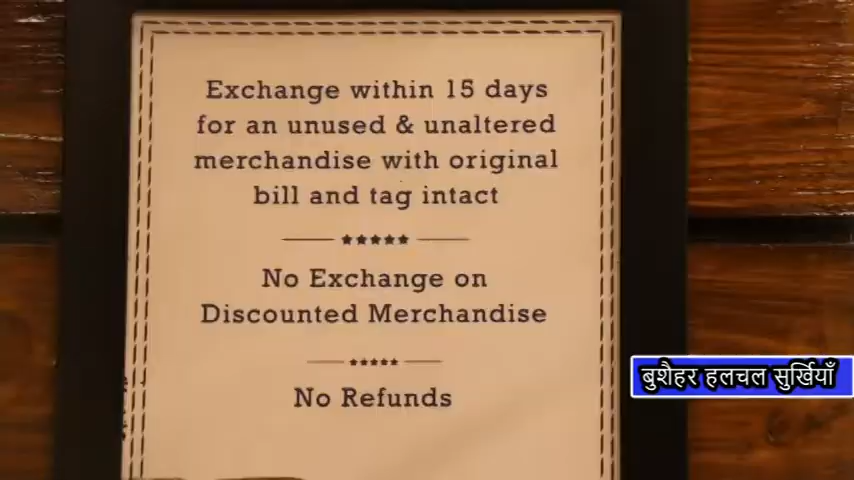 Exchange within 15 days
for an unused & unaltered
merchandise with original
bill and tag intact
No Exchange on
Discounted Merchandise
No Refunds
बुशैहर हलचल सुर्खियाँ